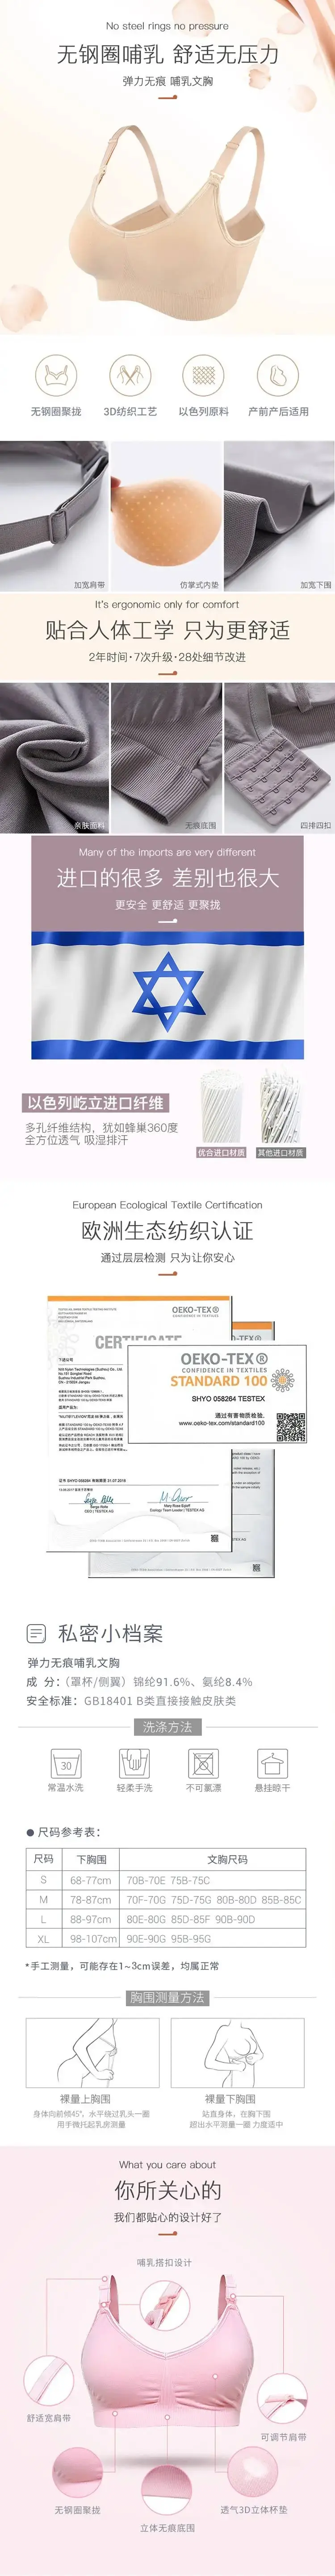 No steel rings no pressure
无钢圈哺乳 舒适无压力
弹力无痕 哺乳文胸
无钢圈聚拢
3D纺织工艺
以色列原料
产前产后适用
加宽肩带
仿掌式内垫
加宽下围
It's ergonomic only for comfort
贴合人体工学 只为更舒适
2年时间·7次升级·28处细节改进
亲肤面料
无痕底围
四排四扣
Many of the imports are very different
进口的很多 差别也很大
更安全 更舒适 更聚拢
以色列屹立进口纤维
多孔纤维结构，犹如蜂巢360度
全方位透气 吸湿排汗
优合进口材质
其他进口材质
European Ecological Textile Certification
欧洲生态纺织认证
通过层层检测 只为让你安心
OEKO-TEX®
CONFIDENCE IN TEXTILES
CERTIFICATE
OEKO-TEX®
CONFIDENCE IN TEXTILES
STANDARD 100
SHYO 058264 TESTEX
通过有害物质检验.
www.oeko-tex.com/standard100
私密小档案
弹力无痕哺乳文胸
成 分：（罩杯/侧翼）锦纶91.6%、氨纶8.4%
安全标准：GB18401 B类直接接触皮肤类
洗涤方法
30
常温水洗
轻柔手洗
不可氯漂
悬挂晾干
尺码参考表：
尺码 下胸围 文胸尺码
S 68-77cm 70B-70E 75B-75C
M 78-87cm 70F-70G 75D-75G 80B-80D 85B-85C
L 88-97cm 80E-80G 85D-85F 90B-90D
XL 98-107cm 90E-90G 95B-95G
*手工测量，可能存在1~3cm误差，均属正常
胸围测量方法
裸量上胸围
身体向前倾45°，水平绕过乳头一圈
用手微托起乳房测量
裸量下胸围
站直身体，在胸下围
超出水平测量一圈 力度适中
What you care about
你所关心的
我们都贴心的设计好了
哺乳搭扣设计
舒适宽肩带
可调节肩带
无钢圈聚拢
透气3D立体杯垫
立体无痕底围